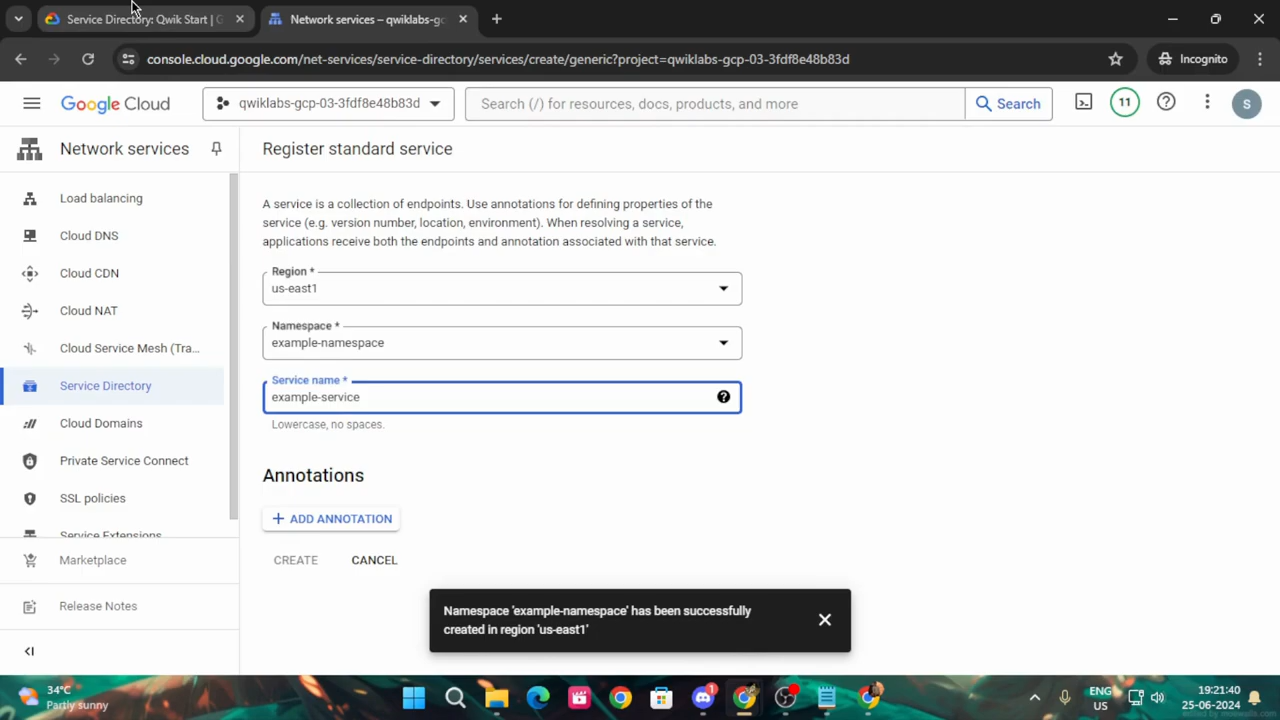 Service Directory: Qwik Start | G
Network services – qwiklabs-gc
console.cloud.google.com/net-services/service-directory/services/create/generic?project=qwiklabs-gcp-03-3fdf8e48b83d
Incognito
Google Cloud
qwiklabs-gcp-03-3fdf8e48b83d
Search (/) for resources, docs, products, and more
Search
11
S
Network services
Register standard service
Load balancing
Cloud DNS
Cloud CDN
Cloud NAT
Cloud Service Mesh (Tra...
Service Directory
Cloud Domains
Private Service Connect
SSL policies
Service Extensions
Marketplace
Release Notes
A service is a collection of endpoints. Use annotations for defining properties of the
service (e.g. version number, location, environment). When resolving a service,
applications receive both the endpoints and annotation associated with that service.
Region *
us-east1
Namespace *
example-namespace
Service name *
example-service
Lowercase, no spaces.
Annotations
+ ADD ANNOTATION
CREATE
CANCEL
Namespace 'example-namespace' has been successfully
created in region 'us-east1'
34°C
Partly sunny
1
ENG
US
19:21:40
25-06-2024